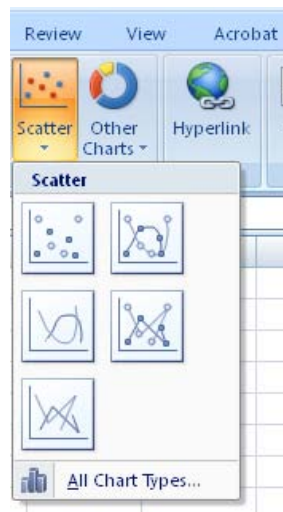 Review View Acrobat
Scatter Other Hyperlink
Charts
Scatter
All Chart Types...